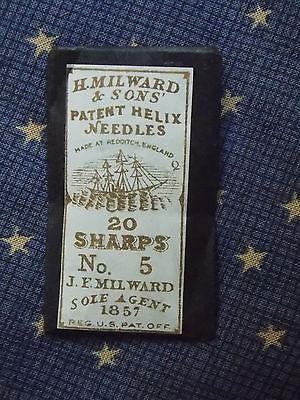 H. MILWARD
& SONS'
PATENT HELIX
NEEDLES
MADE AT REDDITCH, ENGLAND
20
SHARPS
No. 5
J. F. MILWARD
SOLE AGENT
1857
REG. U.S. PAT. OFF.